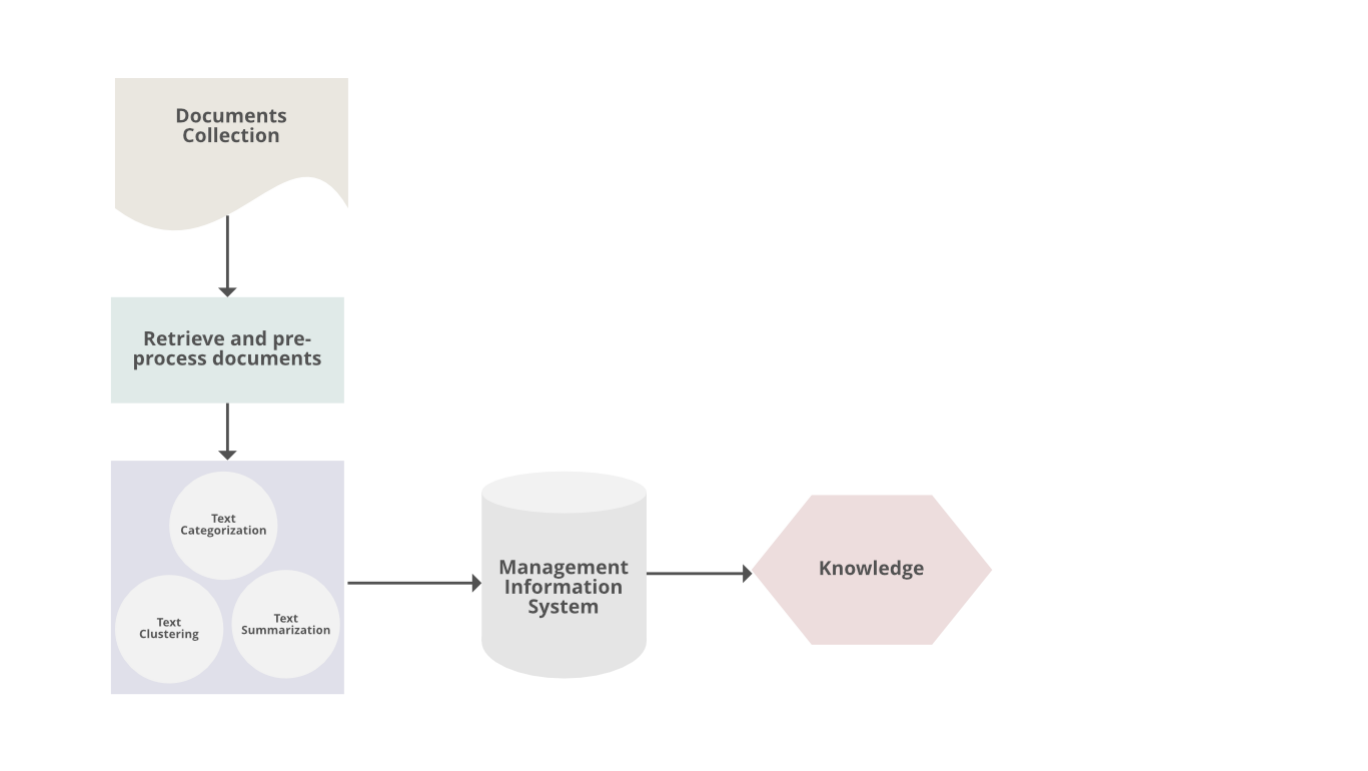 Documents
Collection
Retrieve and pre-
process documents
Text
Categorization
Text
Clustering
Text
Summarization
Management
Information
System
Knowledge